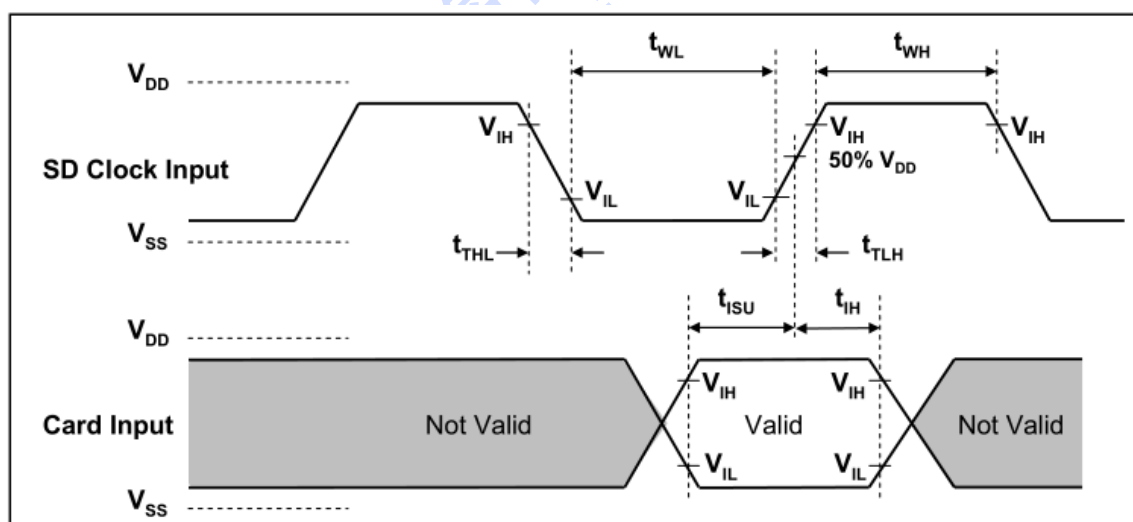 t_WL
t_WH
V_DD
V_IH
V_IH
V_IH
50% V_DD
SD Clock Input
V_IL
V_IL
V_SS
t_THL
t_TLH
t_ISU
t_IH
V_DD
V_IH
V_IH
Card Input
Not Valid
Valid
Not Valid
V_IL
V_IL
V_SS